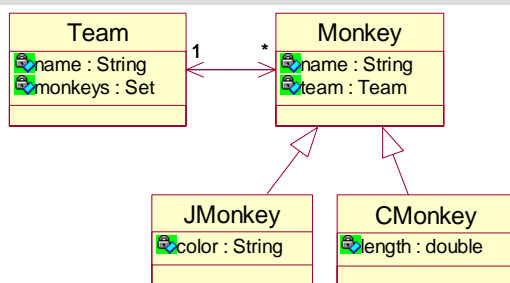 Team
name : String
monkeys : Set
1
*
Monkey
name : String
team : Team
JMonkey
color : String
CMonkey
length : double